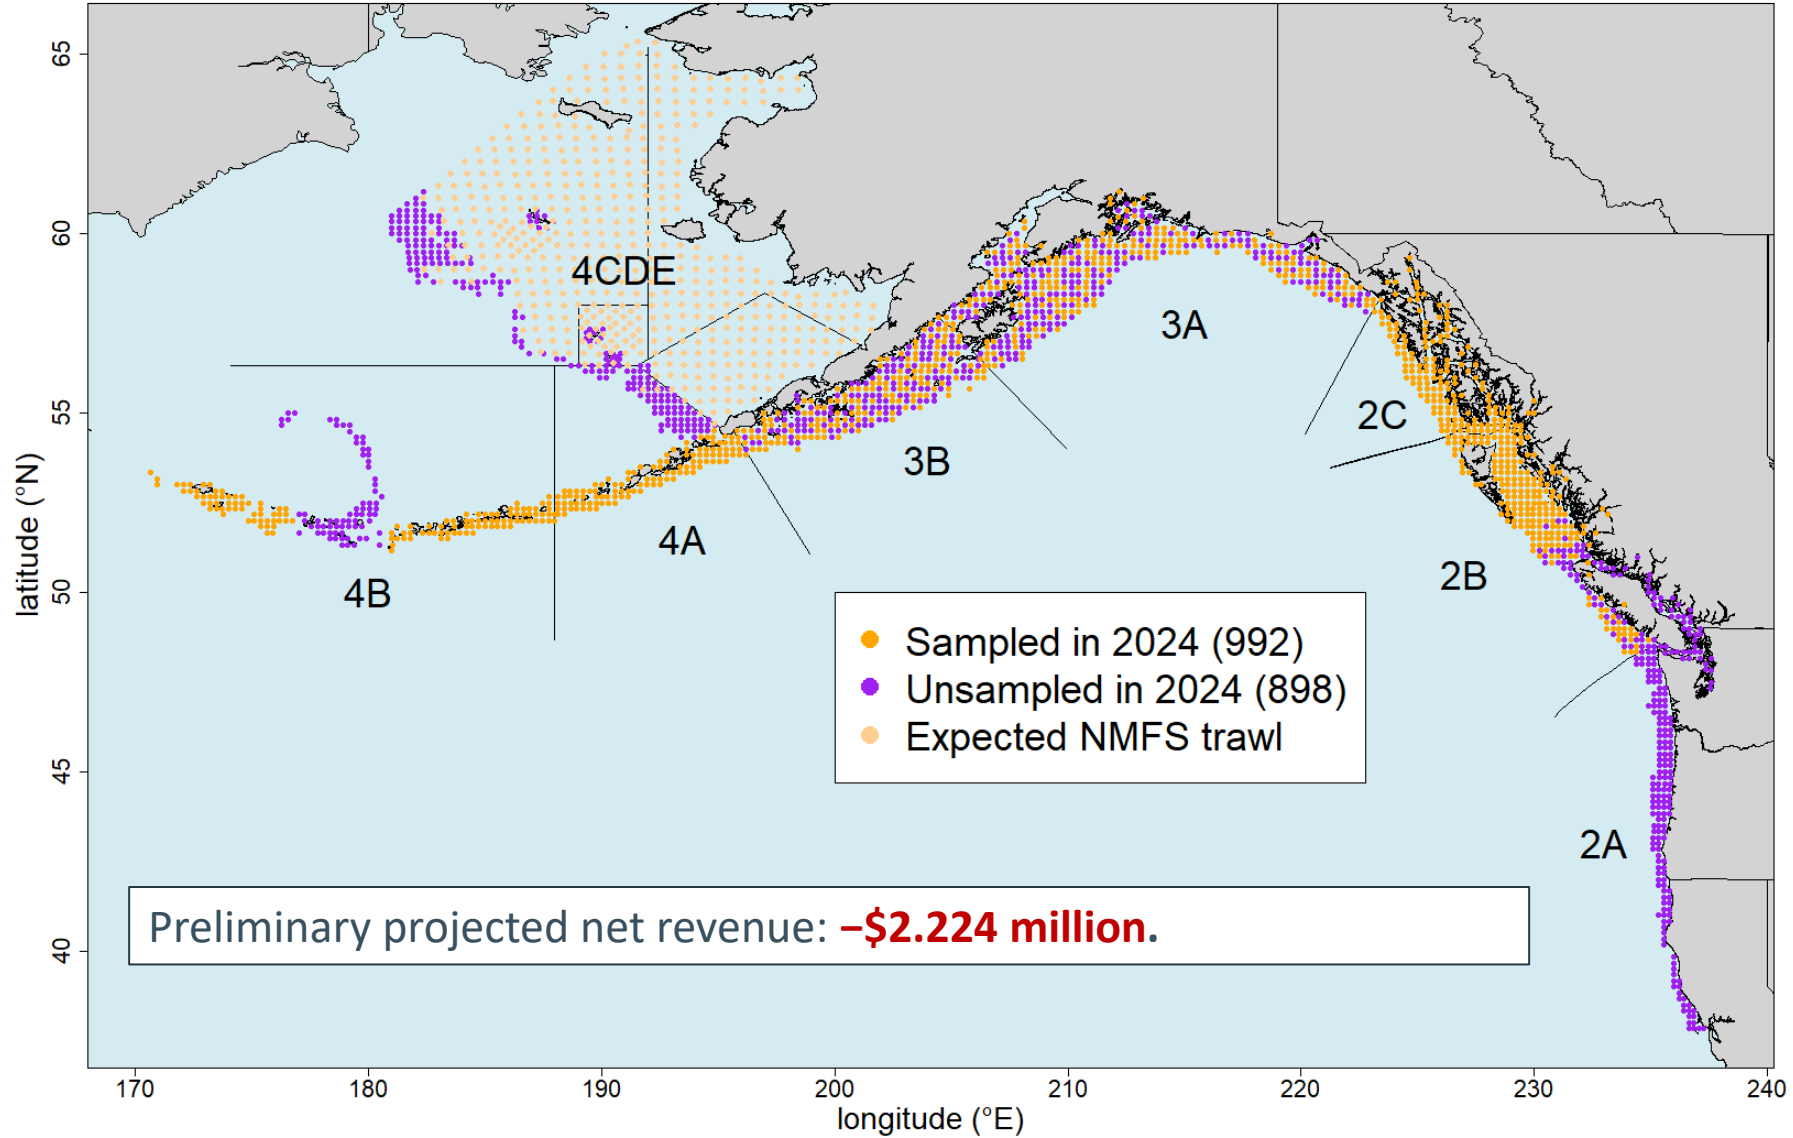 65
60
55
50
45
40
latitude (°N)
4CDE
3A
2C
3B
4A
2B
4B
2A
Sampled in 2024 (992)
Unsampled in 2024 (898)
Expected NMFS trawl
Preliminary projected net revenue: –$2.224 million.
170 180 190 200 210 220 230 240
longitude (°E)